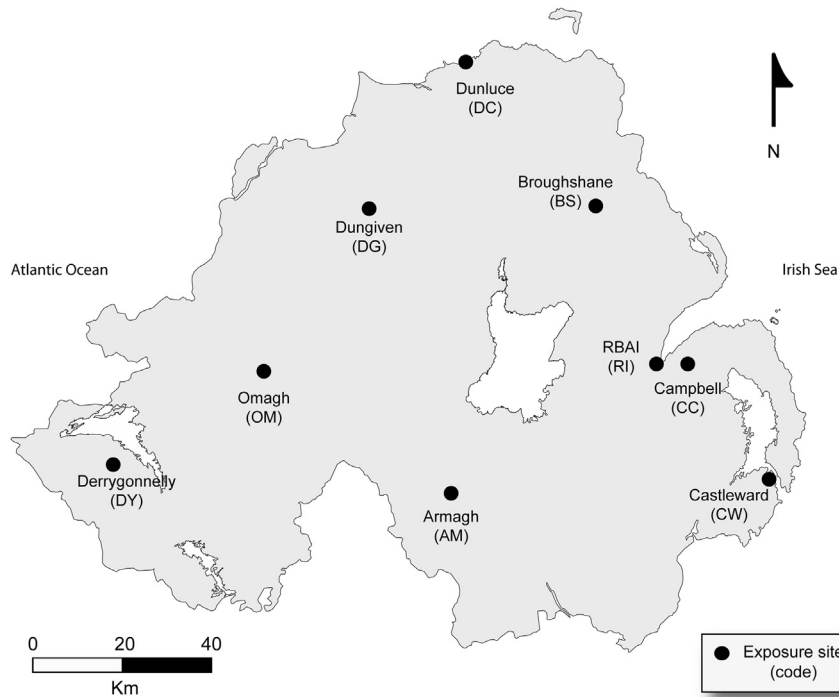 Dunluce
(DC)
N
Broughshane
(BS)
Dungiven
(DG)
Atlantic Ocean
Irish Sea
RBAI
(RI)
Campbell
(CC)
Omagh
(OM)
Derrygonnelly
(DY)
Armagh
(AM)
Castleward
(CW)
0 20 40
Km
Exposure site
(code)